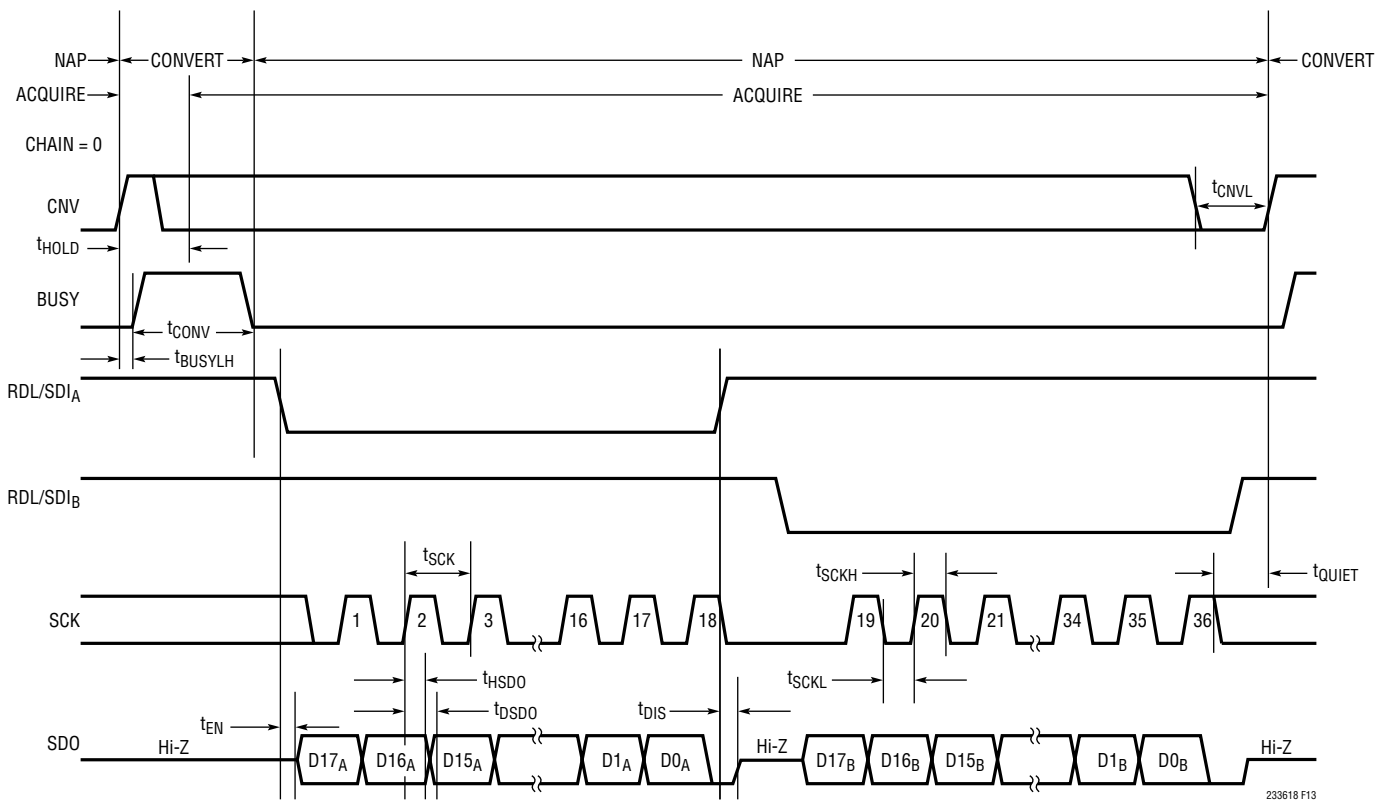 NAP CONVERT NAP CONVERT
ACQUIRE ACQUIRE
CHAIN = 0
CNV tCNVL
tHOLD
BUSY
tCONV
tBUSYLH
RDL/SDIA
RDL/SDIB
tSCK tSCKH tQUIET
SCK 1 2 3 16 17 18 19 20 21 34 35 36
tHSDO tSCKL
tEN tDSDO tDIS
SDO Hi-Z D17A D16A D15A D1A D0A Hi-Z D17B D16B D15B D1B D0B Hi-Z
233618 F13